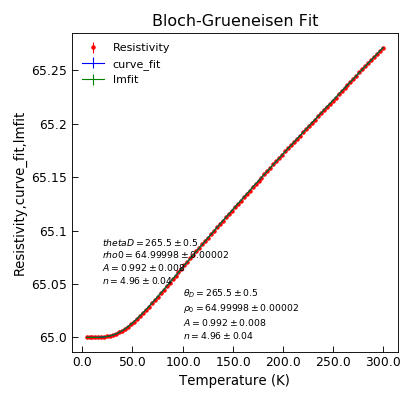 Bloch-Grueneisen Fit
Resistivity
curve_fit
lmfit
Resistivity,curve_fit,lmfit
65.25
65.2
65.15
65.1
65.05
65.0
thetaD = 265.5 ± 0.5
rho0 = 64.99998 ± 0.00002
A = 0.992 ± 0.008
n = 4.96 ± 0.04
θ_D = 265.5 ± 0.5
ρ_0 = 64.99998 ± 0.00002
A = 0.992 ± 0.008
n = 4.96 ± 0.04
0.0 50.0 100.0 150.0 200.0 250.0 300.0
Temperature (K)